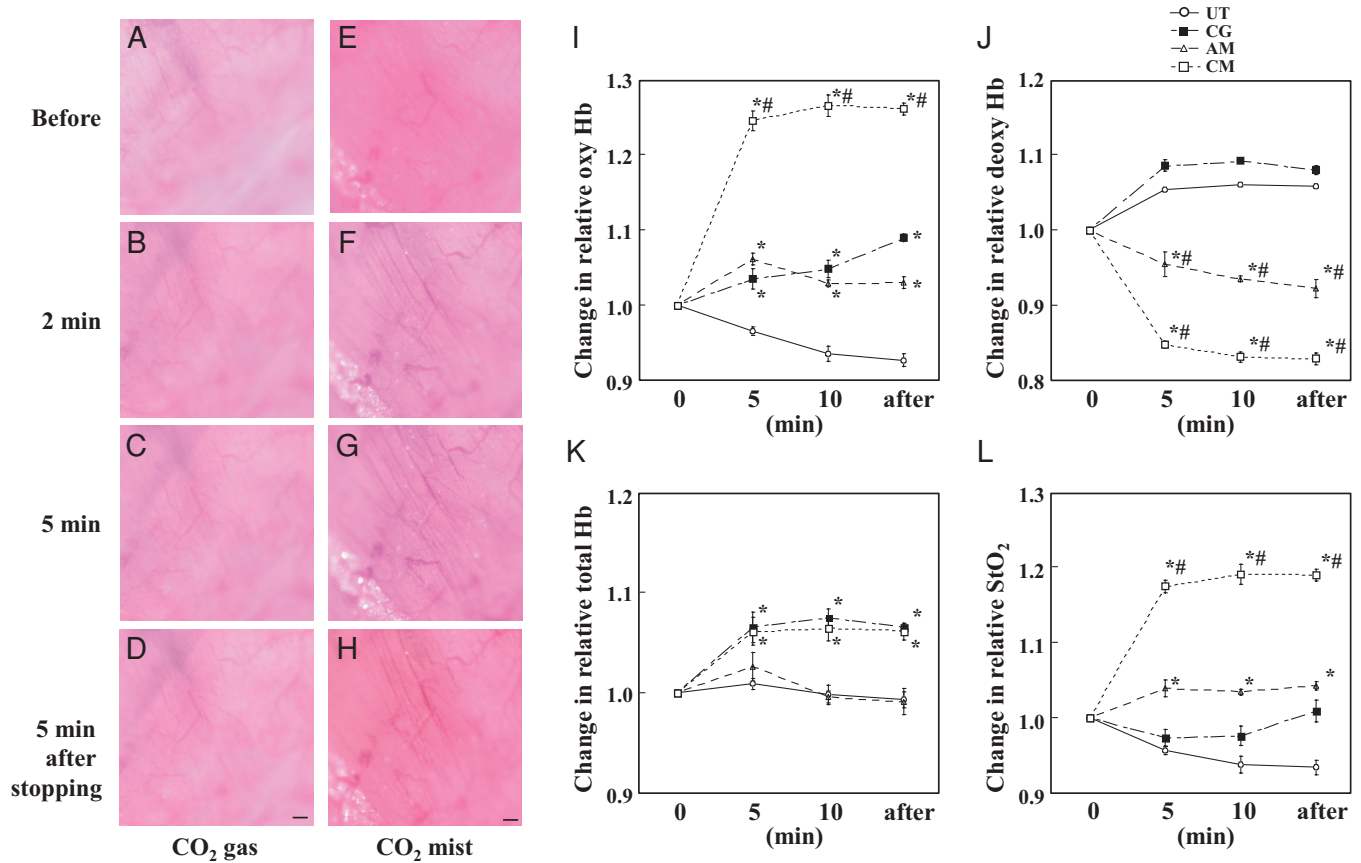 A
E
Before
B
F
2 min
C
G
5 min
D
H
5 min
after
stopping
CO₂ gas
CO₂ mist
UT
CG
AM
CM
I
Change in relative oxy Hb
1.3
1.2
1.1
1.0
0.9
*#
*#
*#
*
*
*
*
*
*
0
5
10
after
(min)
J
Change in relative deoxy Hb
1.2
1.1
1.0
0.9
0.8
*#
*#
*#
*#
*#
*#
0
5
10
after
(min)
K
Change in relative total Hb
1.2
1.1
1.0
0.9
*
*
*
*
*
*
0
5
10
after
(min)
L
Change in relative StO₂
1.3
1.2
1.1
1.0
0.9
*#
*#
*#
*
*
*
0
5
10
after
(min)